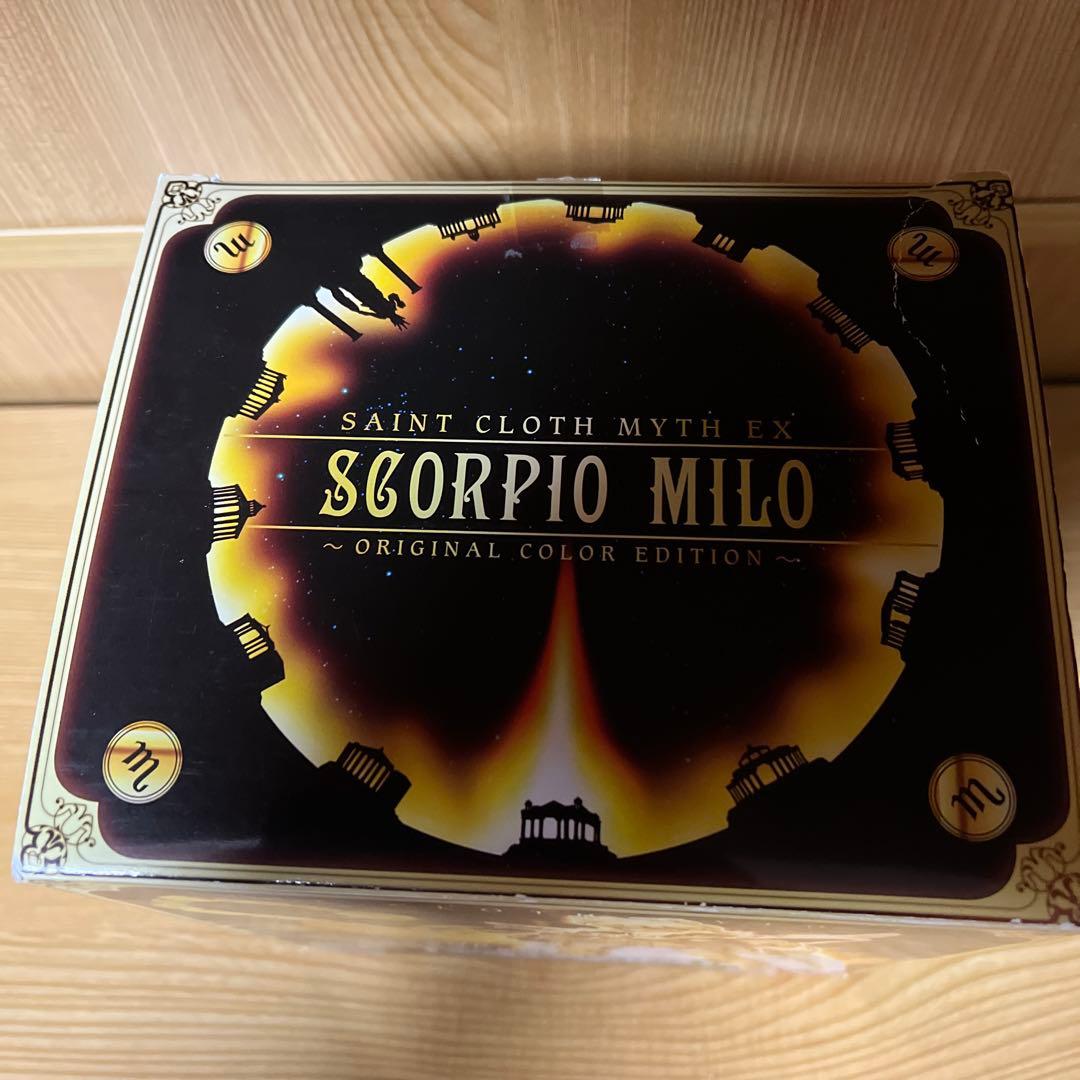 SAINT CLOTH MYTH EX
SCORPIO MILO
~ORIGINAL COLOR EDITION~